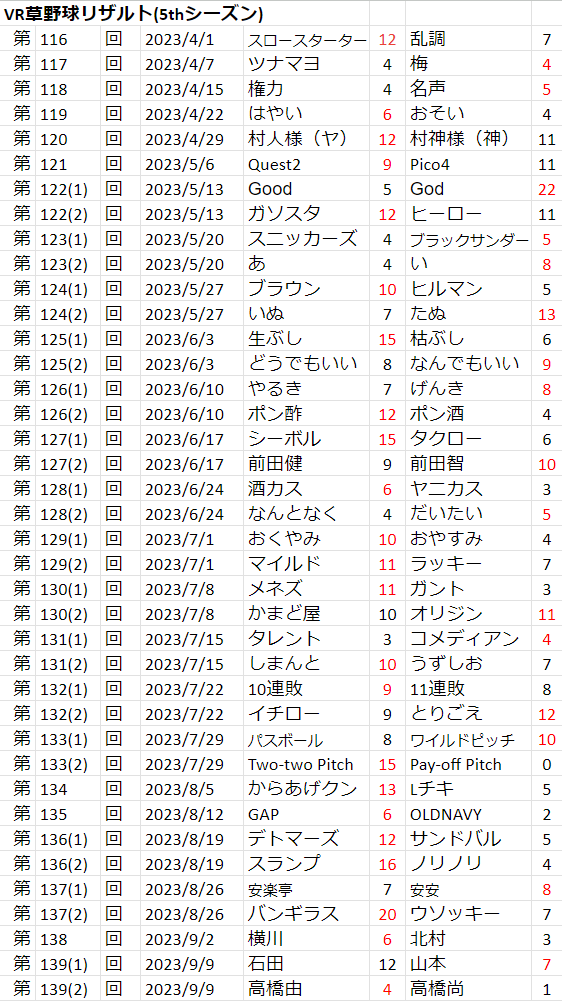 VR草野球リザルト(5thシーズン)
第 116 回 2023/4/1 スロースターター 12 乱調 7
第 117 回 2023/4/7 ツナマヨ 4 梅 4
第 118 回 2023/4/15 権力 4 名声 5
第 119 回 2023/4/22 はやい 6 おそい 4
第 120 回 2023/4/29 村人様（ヤ） 12 村神様（神） 11
第 121 回 2023/5/6 Quest2 9 Pico4 11
第 122(1) 回 2023/5/13 Good 5 God 22
第 122(2) 回 2023/5/13 ガソスタ 12 ヒーロー 11
第 123(1) 回 2023/5/20 スニッカーズ 4 ブラックサンダー 5
第 123(2) 回 2023/5/20 あ 4 い 8
第 124(1) 回 2023/5/27 ブラウン 10 ヒルマン 5
第 124(2) 回 2023/5/27 いぬ 7 たぬ 13
第 125(1) 回 2023/6/3 生ぶし 15 枯ぶし 6
第 125(2) 回 2023/6/3 どうでもいい 8 なんでもいい 9
第 126(1) 回 2023/6/10 やるき 7 げんき 8
第 126(2) 回 2023/6/10 ポン酢 12 ポン酒 4
第 127(1) 回 2023/6/17 シーボル 15 タクロー 6
第 127(2) 回 2023/6/17 前田健 9 前田智 10
第 128(1) 回 2023/6/24 酒カス 6 ヤニカス 3
第 128(2) 回 2023/6/24 なんとなく 4 だいたい 5
第 129(1) 回 2023/7/1 おくやみ 10 おやすみ 4
第 129(2) 回 2023/7/1 マイルド 11 ラッキー 7
第 130(1) 回 2023/7/8 メネズ 11 ガント 3
第 130(2) 回 2023/7/8 かまど屋 10 オリジン 11
第 131(1) 回 2023/7/15 タレント 3 コメディアン 4
第 131(2) 回 2023/7/15 しまんと 10 うずしお 7
第 132(1) 回 2023/7/22 10連敗 9 11連敗 8
第 132(2) 回 2023/7/22 イチロー 9 とりごえ 12
第 133(1) 回 2023/7/29 パスボール 8 ワイルドピッチ 10
第 133(2) 回 2023/7/29 Two-two Pitch 15 Pay-off Pitch 0
第 134 回 2023/8/5 からあげクン 13 Lチキ 5
第 135 回 2023/8/12 GAP 6 OLDNAVY 2
第 136(1) 回 2023/8/19 デトマーズ 12 サンドバル 5
第 136(2) 回 2023/8/19 スランプ 16 ノリノリ 4
第 137(1) 回 2023/8/26 安楽亭 7 安安 8
第 137(2) 回 2023/8/26 バンギラス 20 ウソッキー 7
第 138 回 2023/9/2 横川 6 北村 3
第 139(1) 回 2023/9/9 石田 12 山本 7
第 139(2) 回 2023/9/9 高橋由 4 高橋尚 1